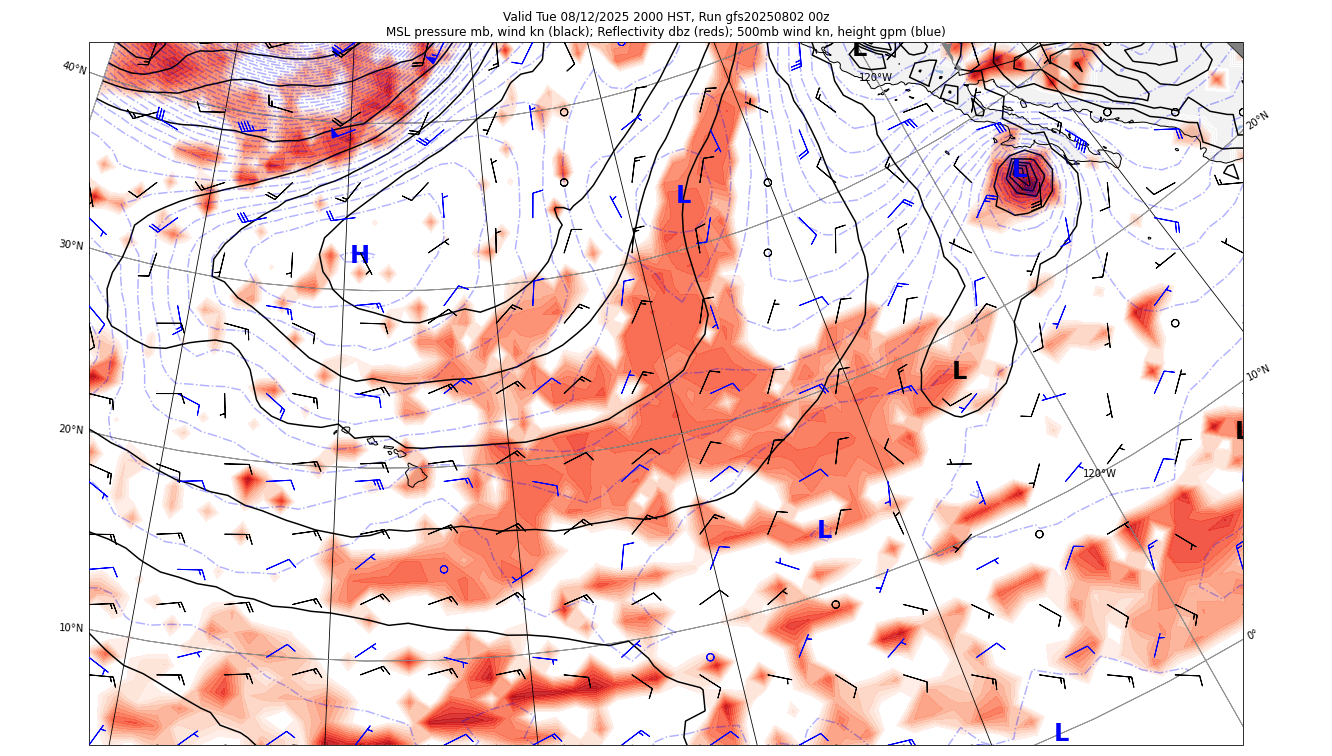 Valid Tue 08/12/2025 2000 HST, Run gfs20250802 00z
MSL pressure mb, wind kn (black); Reflectivity dbz (reds); 500mb wind kn, height gpm (blue)
L
40°N
120°W
20°N
L
L
30°N
H
L
10°N
20°N
L
120°W
L
10°N
0°
L